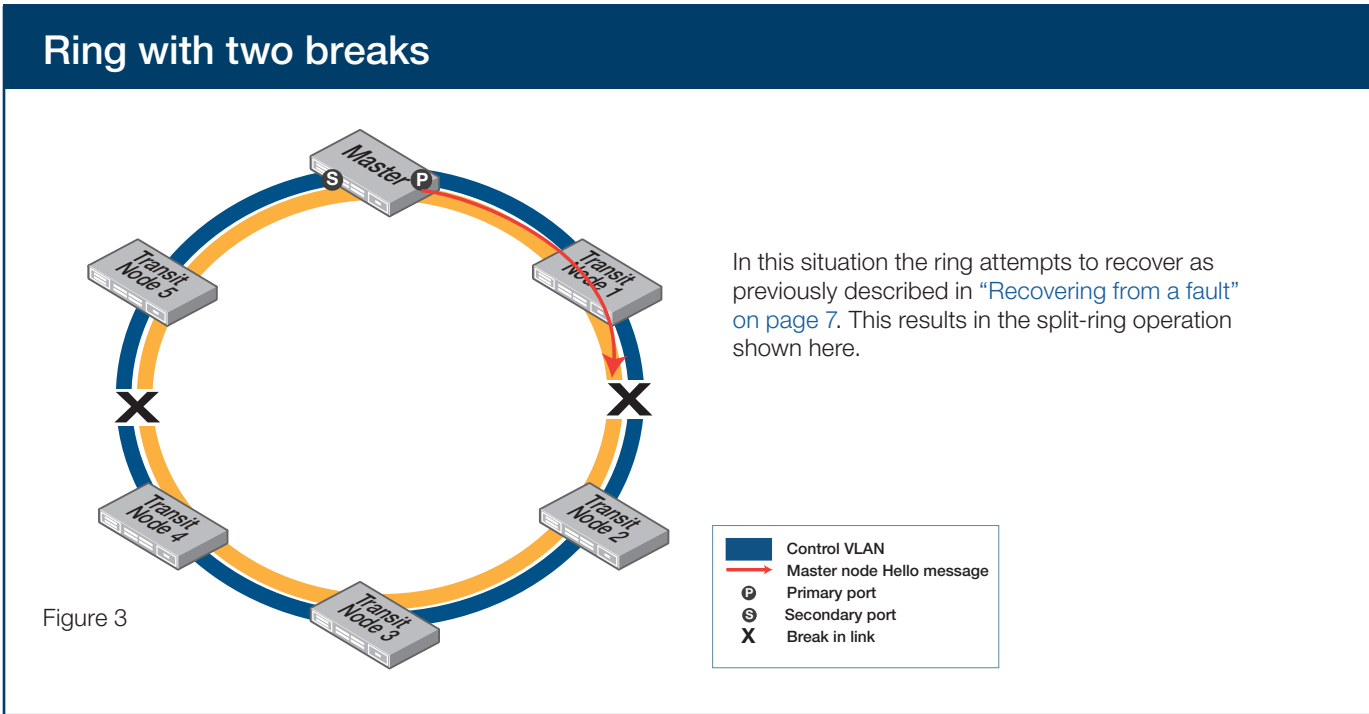 Ring with two breaks
Master
S
P
Transit
Node 5
Transit
Node 1
In this situation the ring attempts to recover as
previously described in “Recovering from a fault”
on page 7. This results in the split-ring operation
shown here.
X
X
Transit
Node 4
Transit
Node 2
Transit
Node 3
Figure 3
Control VLAN
Master node Hello message
P Primary port
S Secondary port
X Break in link